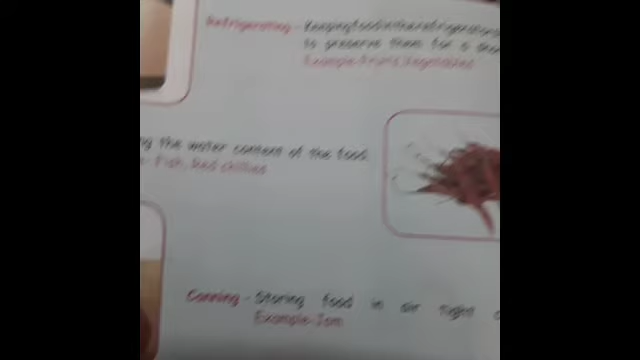 Refrigerating - Keeping food in the refrigerators
to preserve them for a
Example-Fruits, Vegetables
the water content of the food.
Fish, Red chillies
Canning - Storing food in air tight
Example-Jam